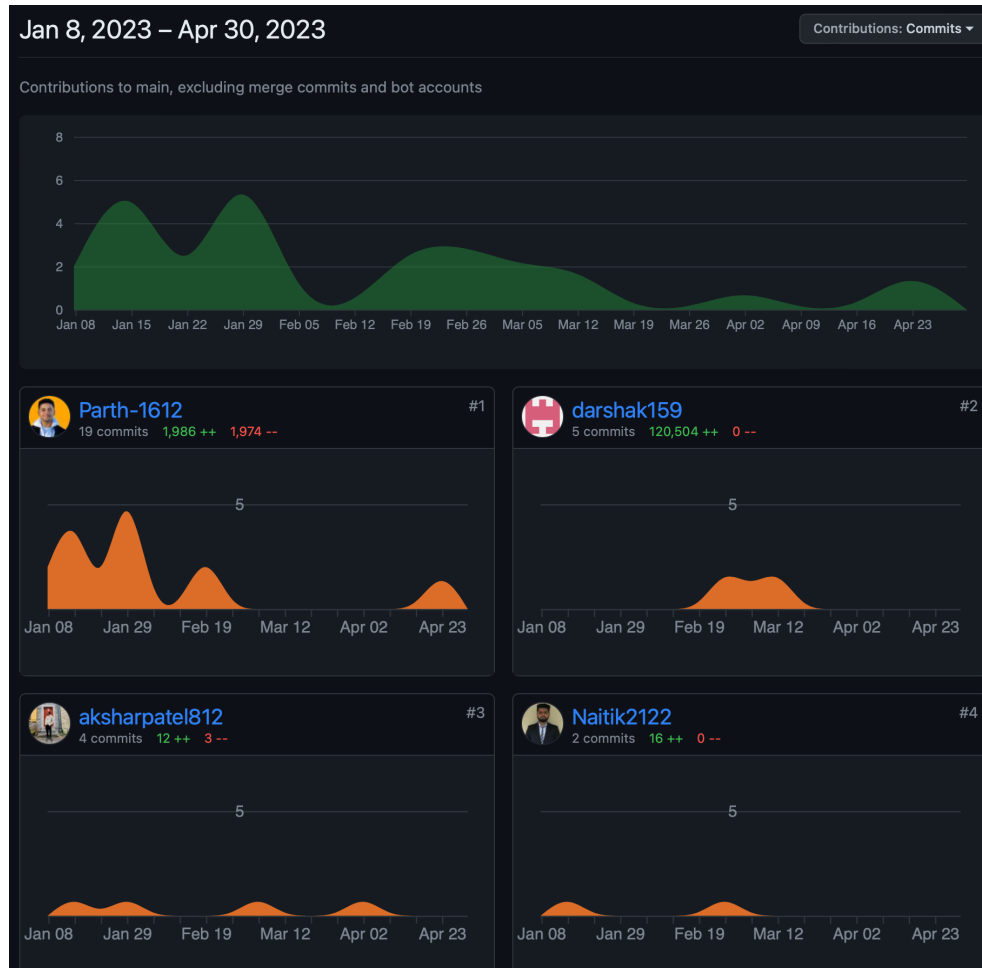 Jan 8, 2023 – Apr 30, 2023
Contributions: Commits
Contributions to main, excluding merge commits and bot accounts
8
6
4
2
0
Jan 08 Jan 15 Jan 22 Jan 29 Feb 05 Feb 12 Feb 19 Feb 26 Mar 05 Mar 12 Mar 19 Mar 26 Apr 02 Apr 09 Apr 16 Apr 23
Parth-1612 #1
19 commits 1,986 ++ 1,974 --
5
Jan 08 Jan 29 Feb 19 Mar 12 Apr 02 Apr 23
darshak159 #2
5 commits 120,504 ++ 0 --
5
Jan 08 Jan 29 Feb 19 Mar 12 Apr 02 Apr 23
aksharpatel812 #3
4 commits 12 ++ 3 --
5
Jan 08 Jan 29 Feb 19 Mar 12 Apr 02 Apr 23
Naitik2122 #4
2 commits 16 ++ 0 --
5
Jan 08 Jan 29 Feb 19 Mar 12 Apr 02 Apr 23